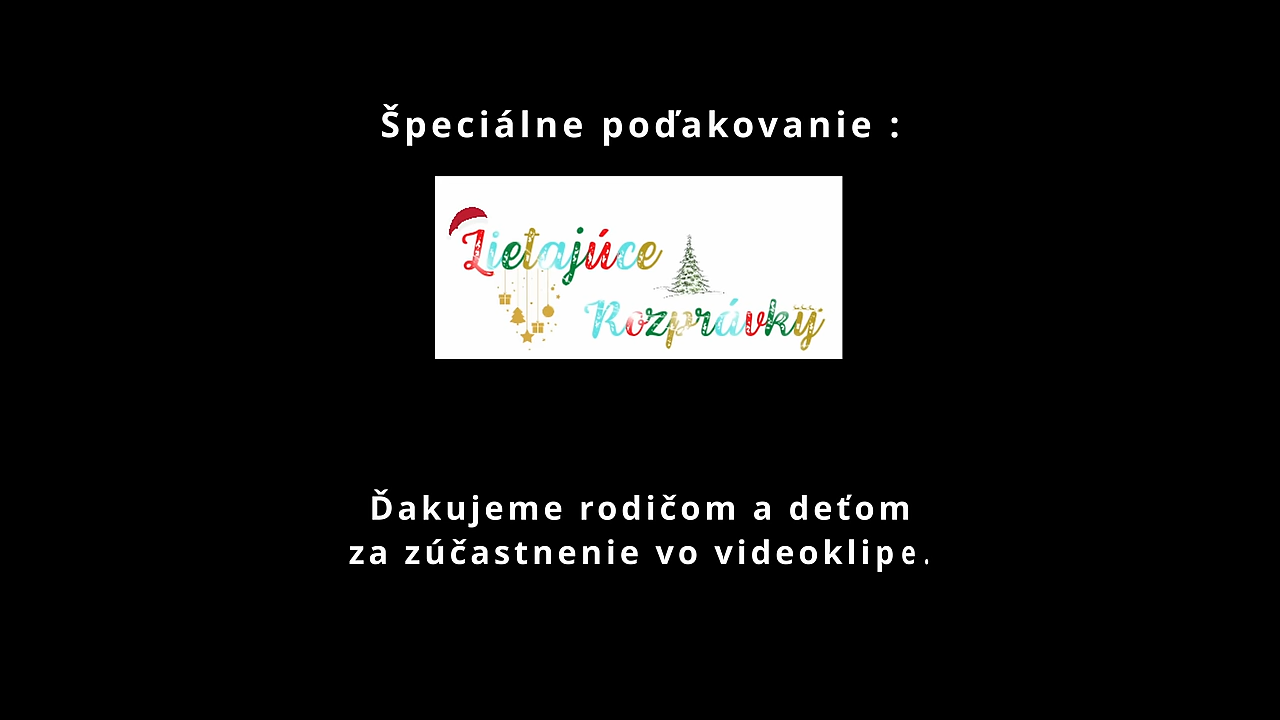 Špeciálne poďakovanie :
Lietajúce
Rozprávky
Ďakujeme rodičom a deťom
za zúčastnenie vo videoklipe.